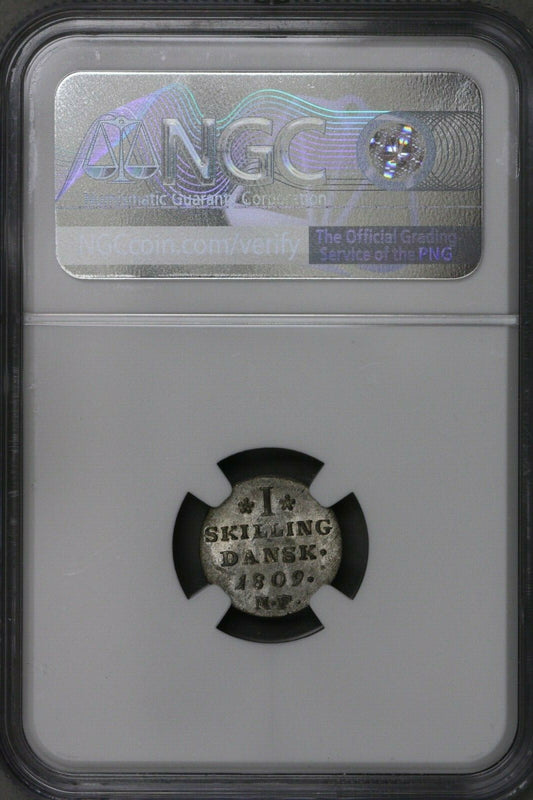 NGC
Numismatic Guaranty Corporation
NGCcoin.com/verify
The Official Grading
Service of the PNG
I
SKILLING
DANSK.
1809.